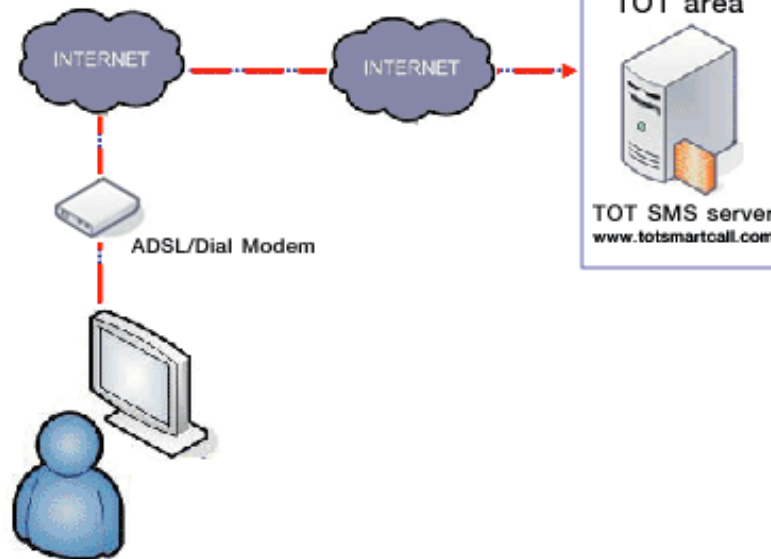 TOT area
INTERNET
INTERNET
TOT SMS server
www.totsmartcall.com
ADSL/Dial Modem